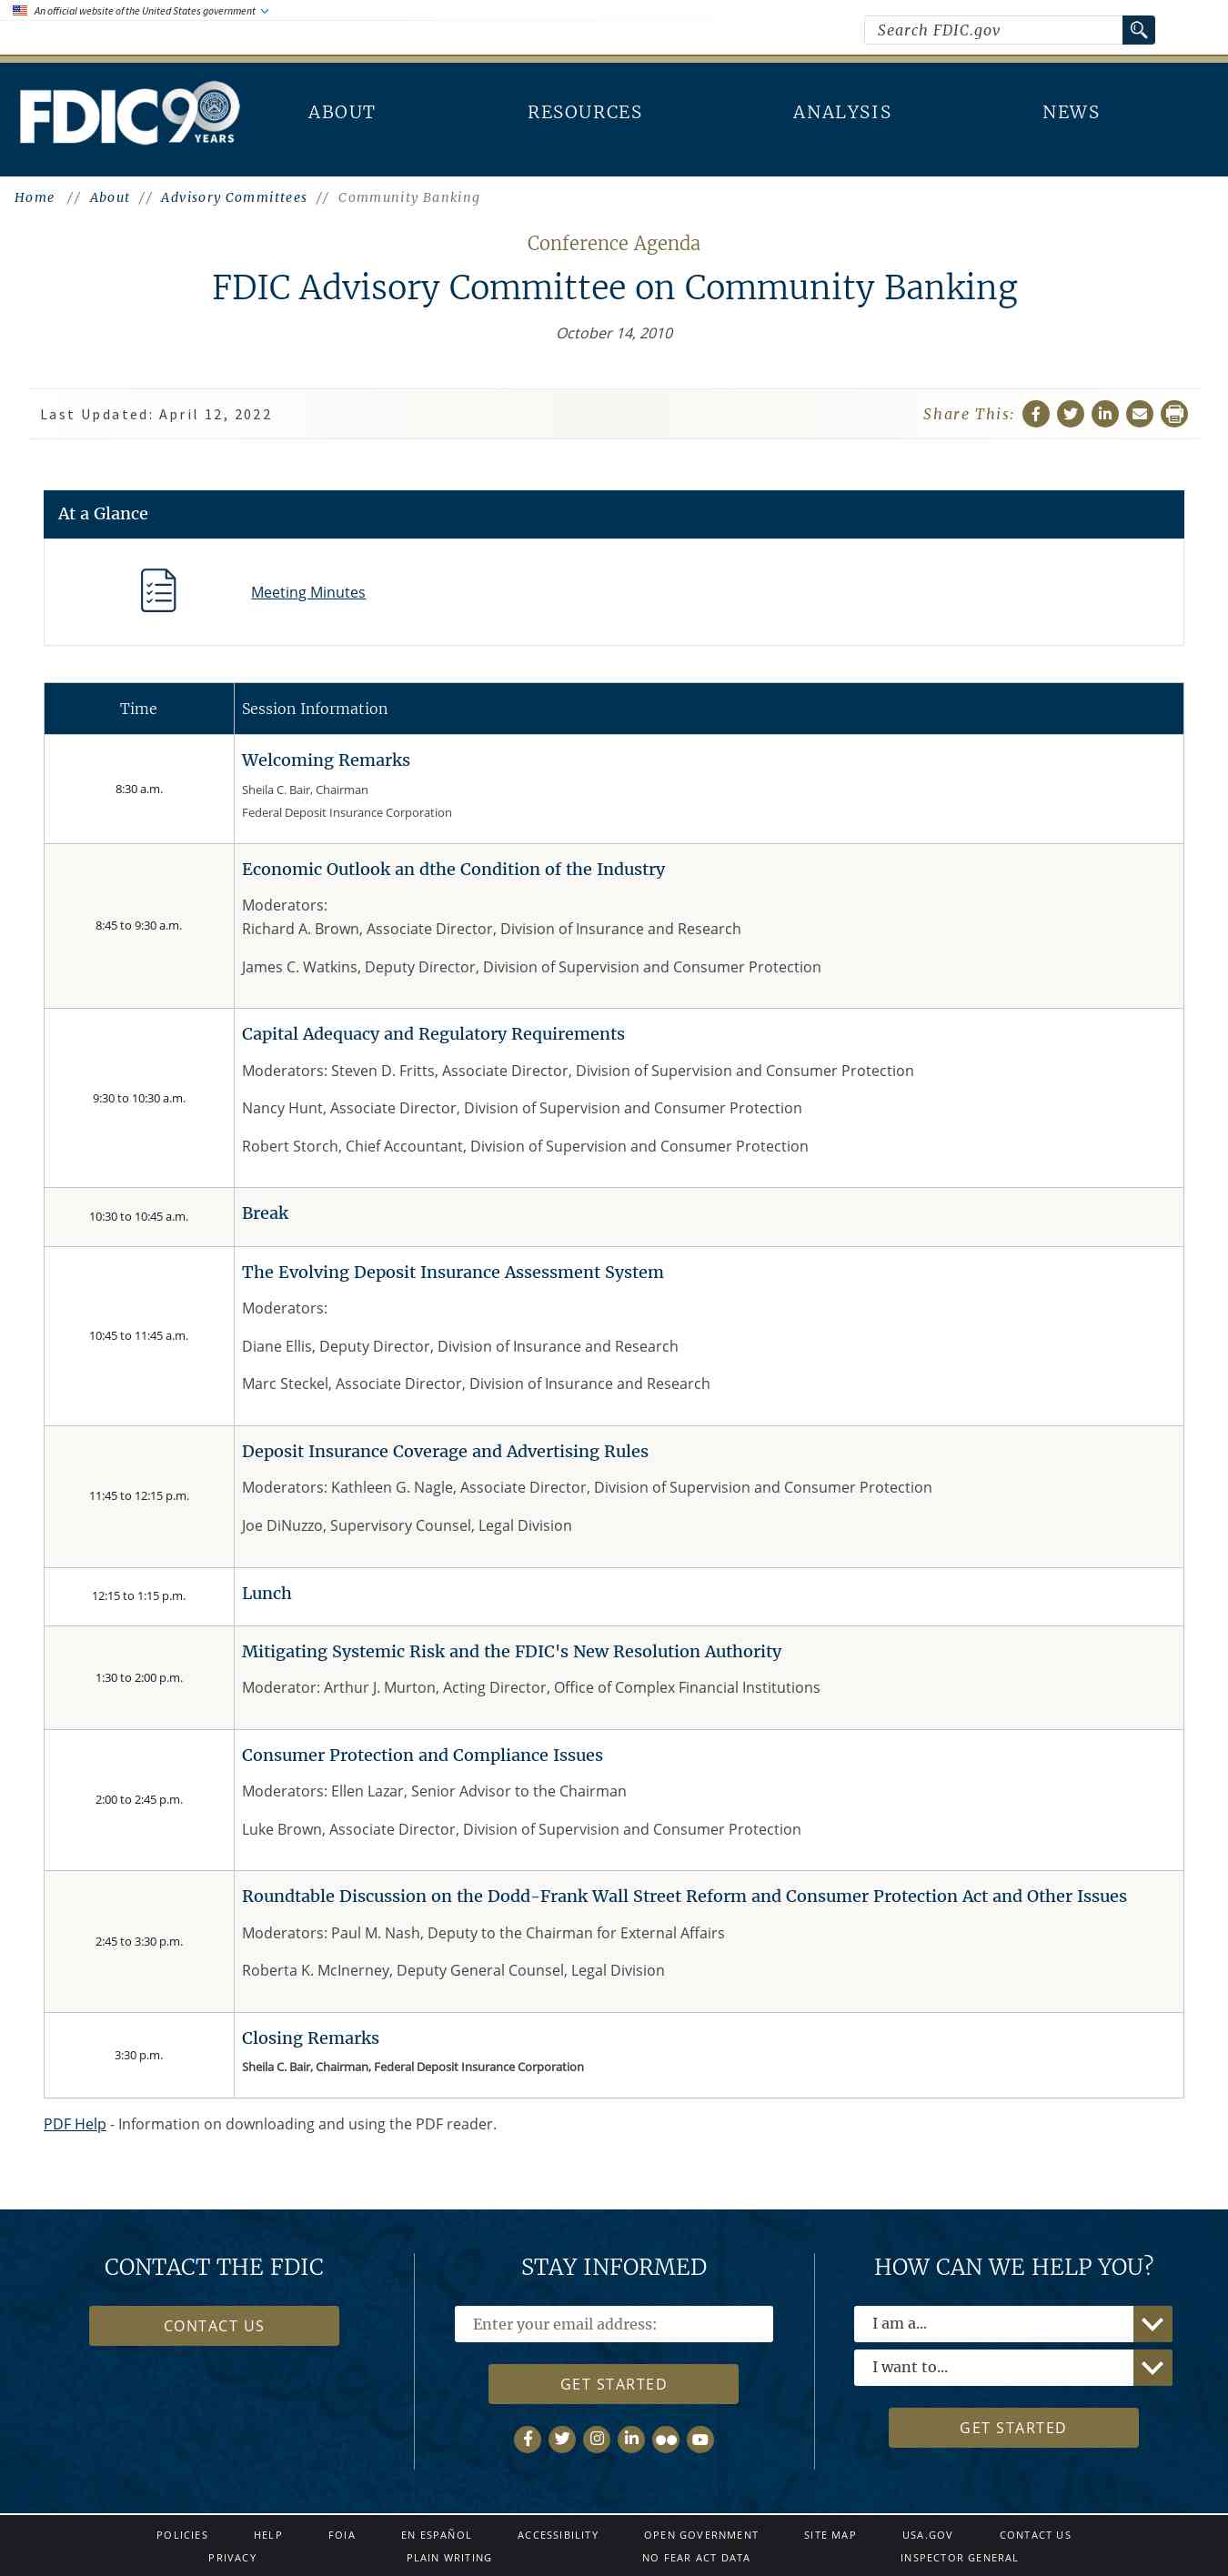 An official website of the United States government
Search FDIC.gov
FDIC 90 YEARS
ABOUT
RESOURCES
ANALYSIS
NEWS
Home // About // Advisory Committees // Community Banking
Conference Agenda
FDIC Advisory Committee on Community Banking
October 14, 2010
Last Updated: April 12, 2022
Share This:
At a Glance
Meeting Minutes
Time
Session Information
8:30 a.m.
Welcoming Remarks
Sheila C. Bair, Chairman
Federal Deposit Insurance Corporation
8:45 to 9:30 a.m.
Economic Outlook an dthe Condition of the Industry
Moderators:
Richard A. Brown, Associate Director, Division of Insurance and Research
James C. Watkins, Deputy Director, Division of Supervision and Consumer Protection
9:30 to 10:30 a.m.
Capital Adequacy and Regulatory Requirements
Moderators: Steven D. Fritts, Associate Director, Division of Supervision and Consumer Protection
Nancy Hunt, Associate Director, Division of Supervision and Consumer Protection
Robert Storch, Chief Accountant, Division of Supervision and Consumer Protection
10:30 to 10:45 a.m.
Break
10:45 to 11:45 a.m.
The Evolving Deposit Insurance Assessment System
Moderators:
Diane Ellis, Deputy Director, Division of Insurance and Research
Marc Steckel, Associate Director, Division of Insurance and Research
11:45 to 12:15 p.m.
Deposit Insurance Coverage and Advertising Rules
Moderators: Kathleen G. Nagle, Associate Director, Division of Supervision and Consumer Protection
Joe DiNuzzo, Supervisory Counsel, Legal Division
12:15 to 1:15 p.m.
Lunch
1:30 to 2:00 p.m.
Mitigating Systemic Risk and the FDIC's New Resolution Authority
Moderator: Arthur J. Murton, Acting Director, Office of Complex Financial Institutions
2:00 to 2:45 p.m.
Consumer Protection and Compliance Issues
Moderators: Ellen Lazar, Senior Advisor to the Chairman
Luke Brown, Associate Director, Division of Supervision and Consumer Protection
2:45 to 3:30 p.m.
Roundtable Discussion on the Dodd-Frank Wall Street Reform and Consumer Protection Act and Other Issues
Moderators: Paul M. Nash, Deputy to the Chairman for External Affairs
Roberta K. McInerney, Deputy General Counsel, Legal Division
3:30 p.m.
Closing Remarks
Sheila C. Bair, Chairman, Federal Deposit Insurance Corporation
PDF Help - Information on downloading and using the PDF reader.
CONTACT THE FDIC
CONTACT US
STAY INFORMED
Enter your email address:
GET STARTED
HOW CAN WE HELP YOU?
I am a...
I want to...
GET STARTED
POLICIES
HELP
FOIA
EN ESPAÑOL
ACCESSIBILITY
OPEN GOVERNMENT
SITE MAP
USA.GOV
CONTACT US
PRIVACY
PLAIN WRITING
NO FEAR ACT DATA
INSPECTOR GENERAL